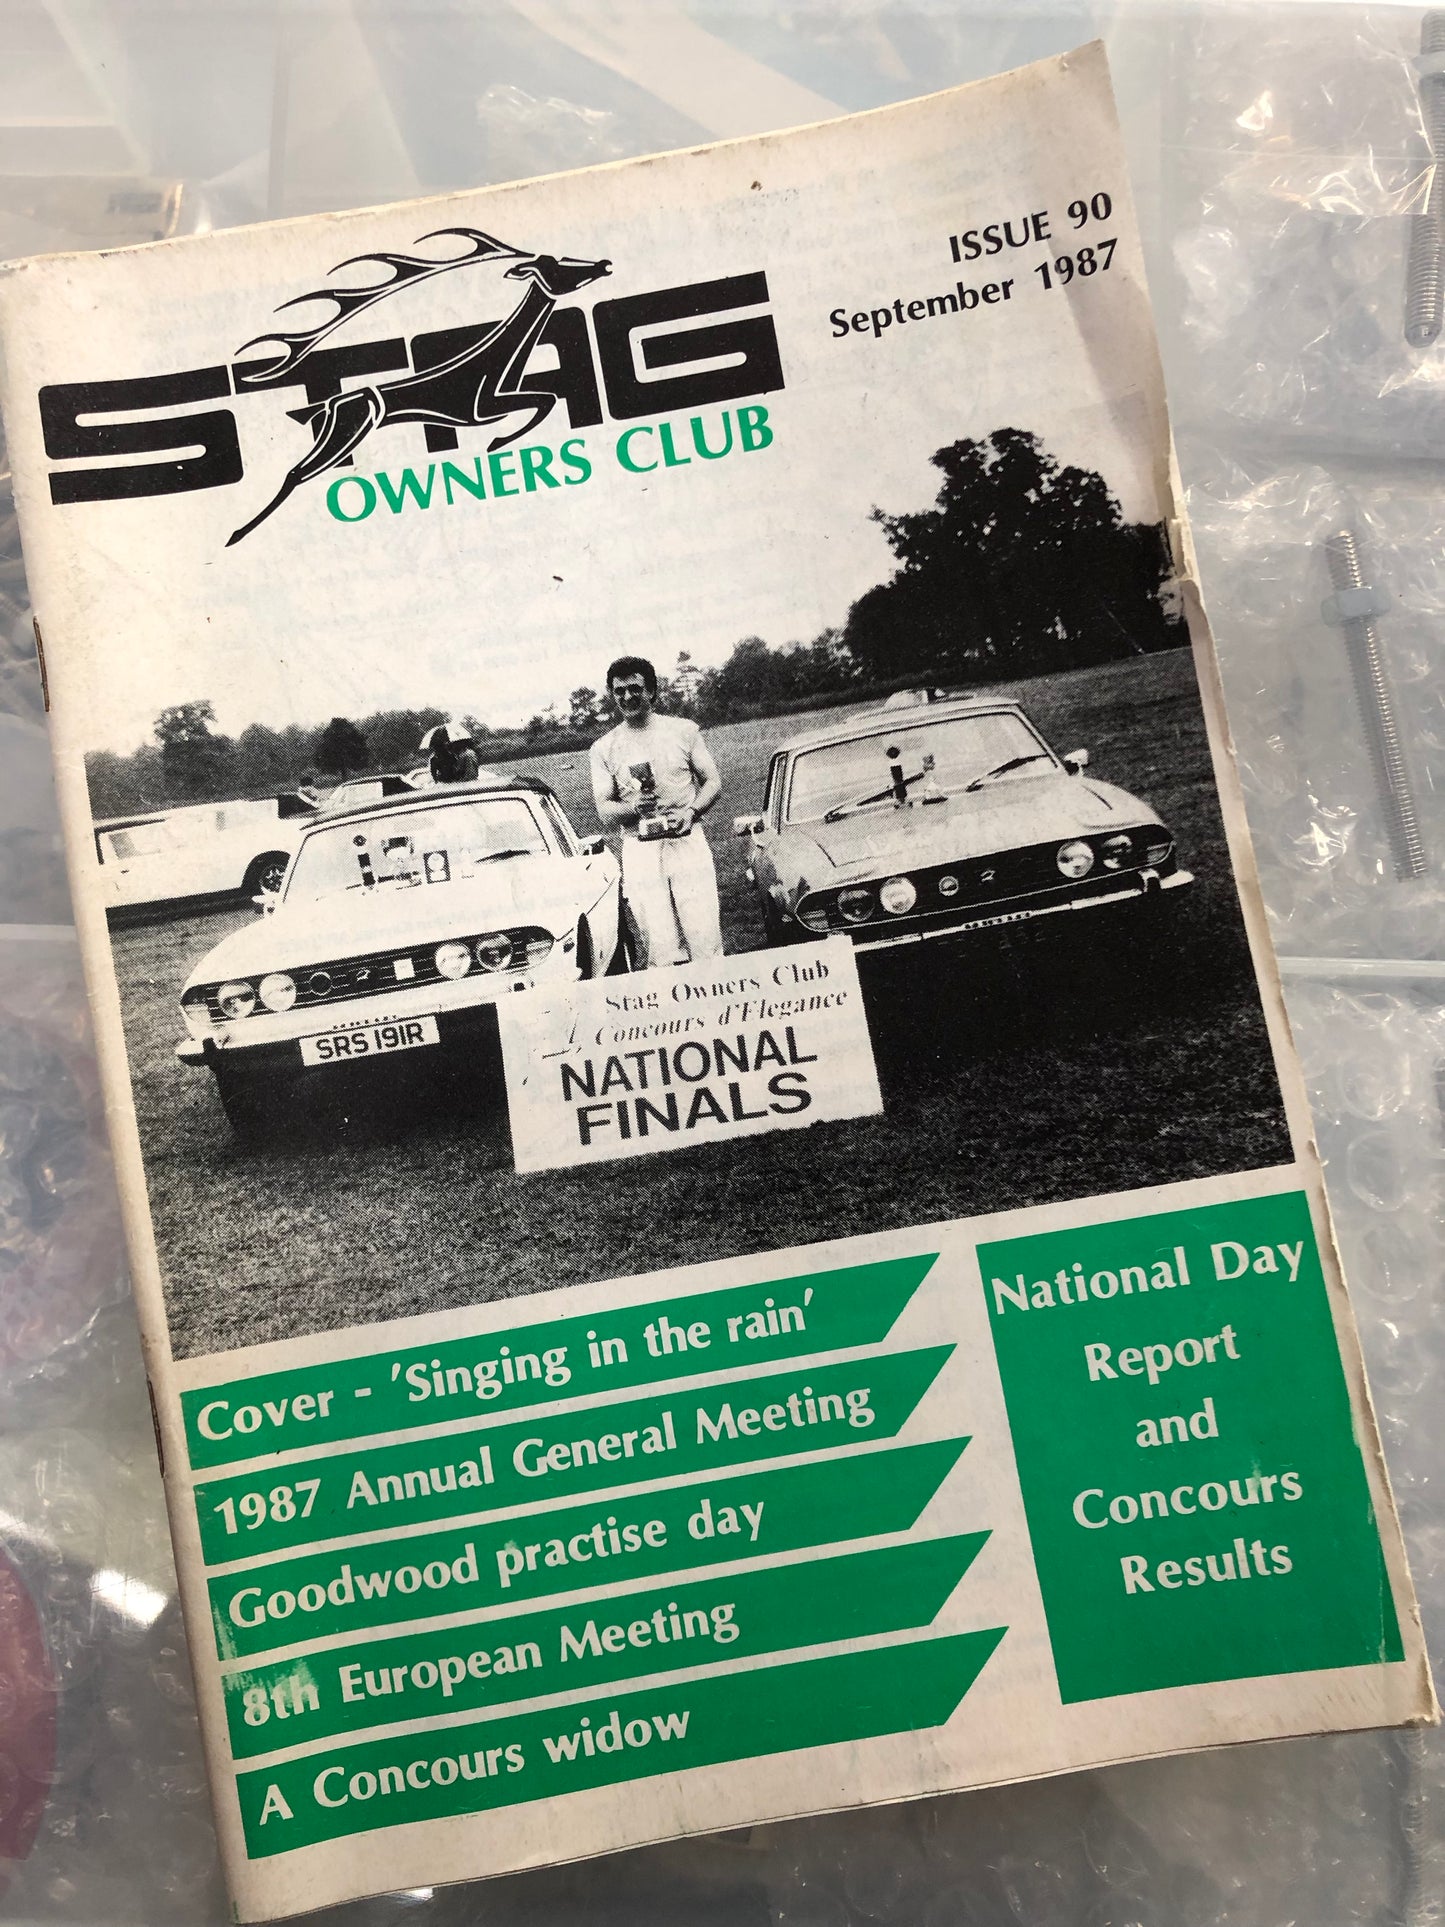 STAG
OWNERS CLUB
ISSUE 90
September 1987
SRS 191R
Stag Owners Club
Concours d'Elegance
NATIONAL
FINALS
Cover - 'Singing in the rain'
1987 Annual General Meeting
Goodwood practise day
8th European Meeting
A Concours widow
National Day
Report
and
Concours
Results